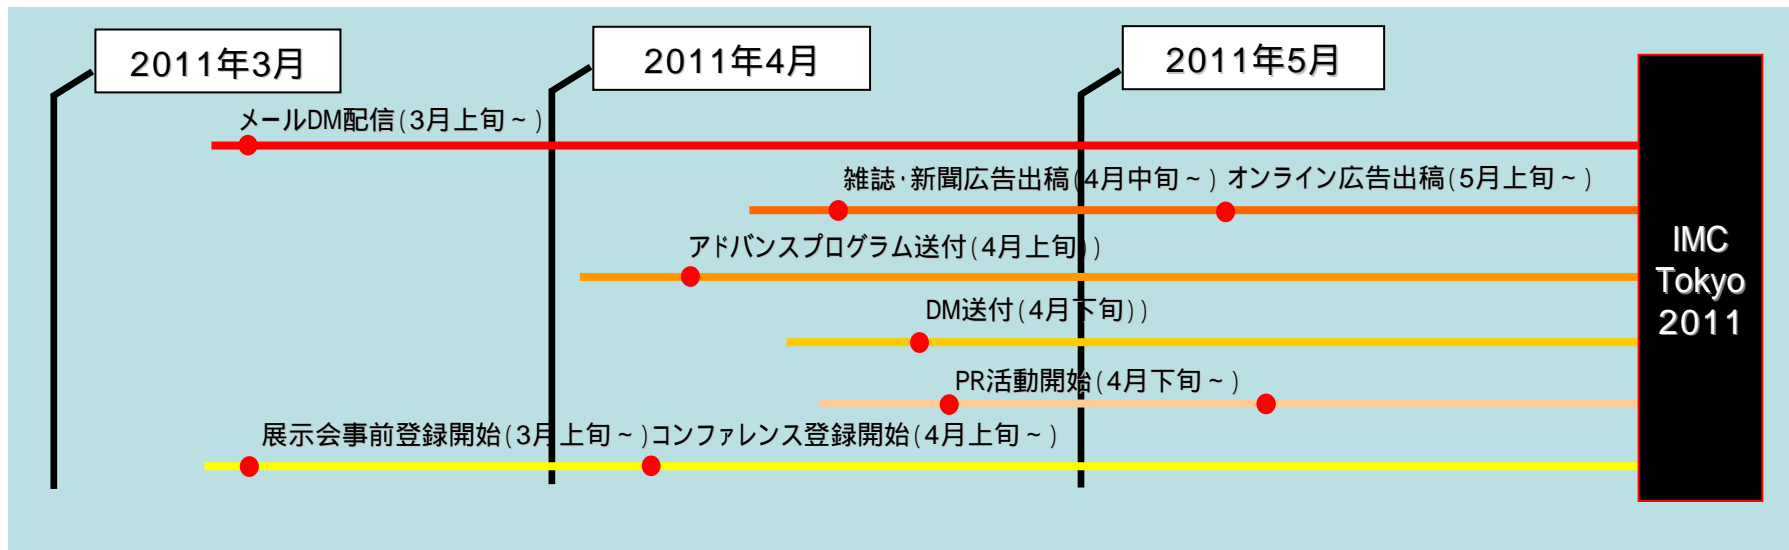 2011年3月
2011年4月
2011年5月
メールDM配信(3月上旬~)
雑誌・新聞広告出稿(4月中旬~)
オンライン広告出稿(5月上旬~)
アドバンスプログラム送付(4月上旬))
DM送付(4月下旬))
PR活動開始(4月下旬~)
展示会事前登録開始(3月上旬~)
コンファレンス登録開始(4月上旬~)
IMC
Tokyo
2011